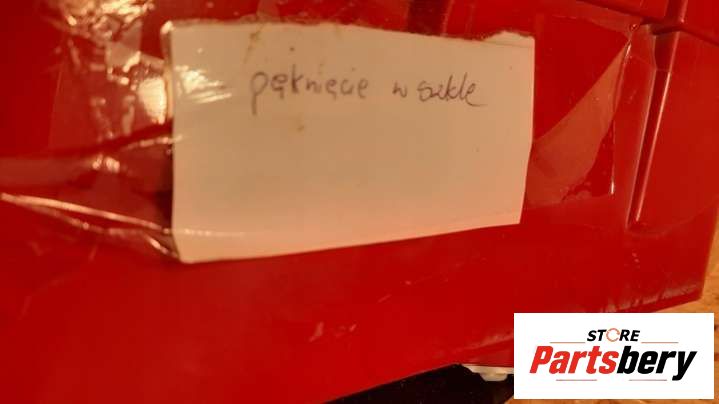 pęknięcie w szkle
STORE
Partsbery